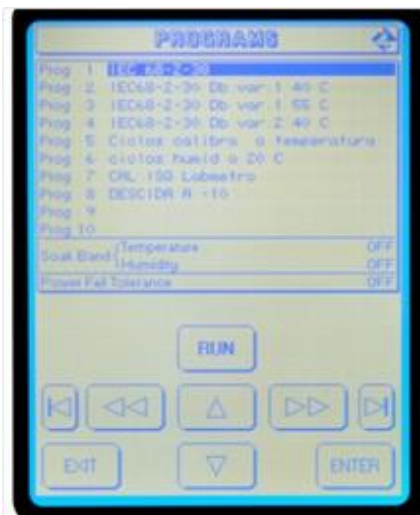 PROGRAMS
Prog 1 IEC 68-2-30
Prog 2 IEC68-2-30 Db var 1 40 C
Prog 3 IEC68-2-30 Db var 1 55 C
Prog 4 IEC68-2-30 Db var 2 40 C
Prog 5 Ciclos calibra a temperatura
Prog 6 ciclos humid a 20 C
Prog 7 CAL ISQ Labmetro
Prog 8 DESCIDA A -10
Prog 9
Prog 10
Soak Band Temperature OFF
Humidity OFF
Power Fail Tolerance OFF
RUN
EXIT ENTER